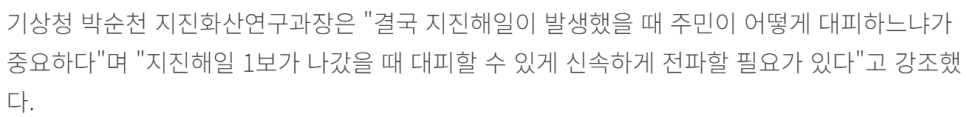 기상청 박순천 지진화산연구과장은 "결국 지진해일이 발생했을 때 주민이 어떻게 대피하느냐가
중요하다"며 "지진해일 1보가 나갔을 때 대피할 수 있게 신속하게 전파할 필요가 있다"고 강조했
다.